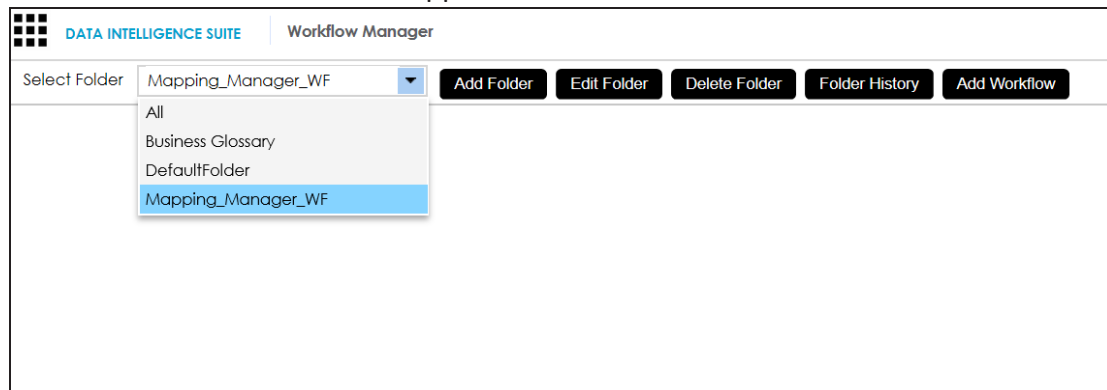 DATA INTELLIGENCE SUITE Workflow Manager
Select Folder Mapping_Manager_WF Add Folder Edit Folder Delete Folder Folder History Add Workflow
All
Business Glossary
DefaultFolder
Mapping_Manager_WF